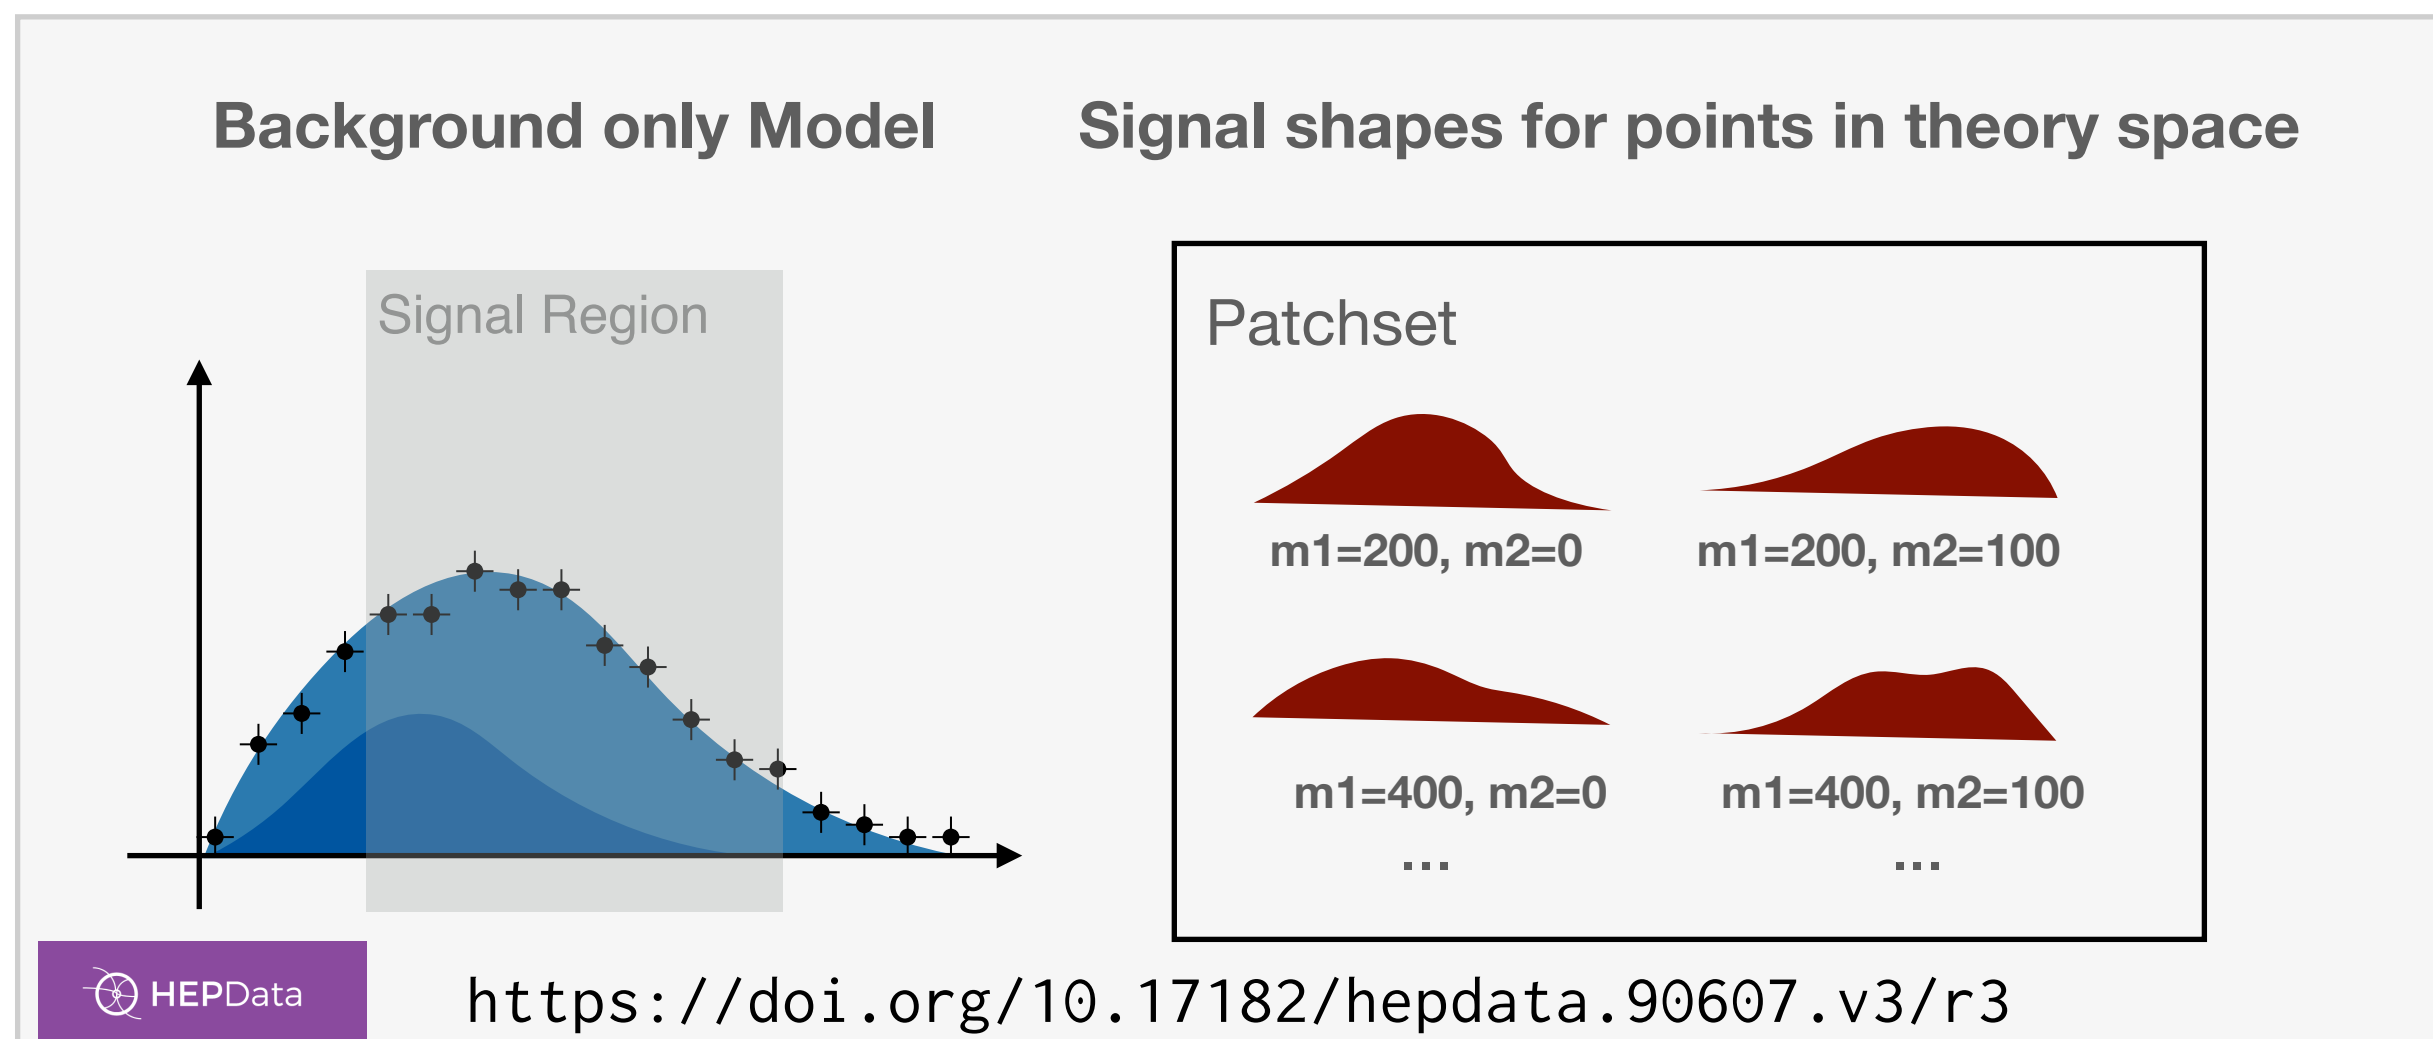 Background only Model
Signal shapes for points in theory space
Signal Region
Patchset
m1=200, m2=0
m1=200, m2=100
m1=400, m2=0
m1=400, m2=100
...
...
HEPData
https://doi.org/10.17182/hepdata.90607.v3/r3